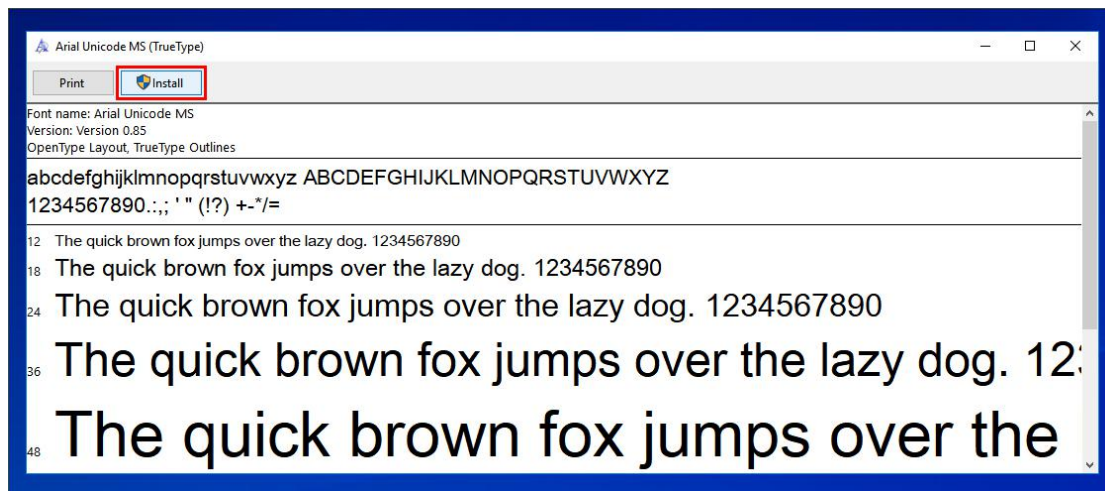 Arial Unicode MS (TrueType)
Print Install
Font name: Arial Unicode MS
Version: Version 0.85
OpenType Layout, TrueType Outlines
abcdefghijklmnopqrstuvwxyz ABCDEFGHIJKLMNOPQRSTUVWXYZ
1234567890.:,; ' " (!?) +-*/=
12 The quick brown fox jumps over the lazy dog. 1234567890
18 The quick brown fox jumps over the lazy dog. 1234567890
24 The quick brown fox jumps over the lazy dog. 1234567890
36 The quick brown fox jumps over the lazy dog. 12
48 The quick brown fox jumps over the